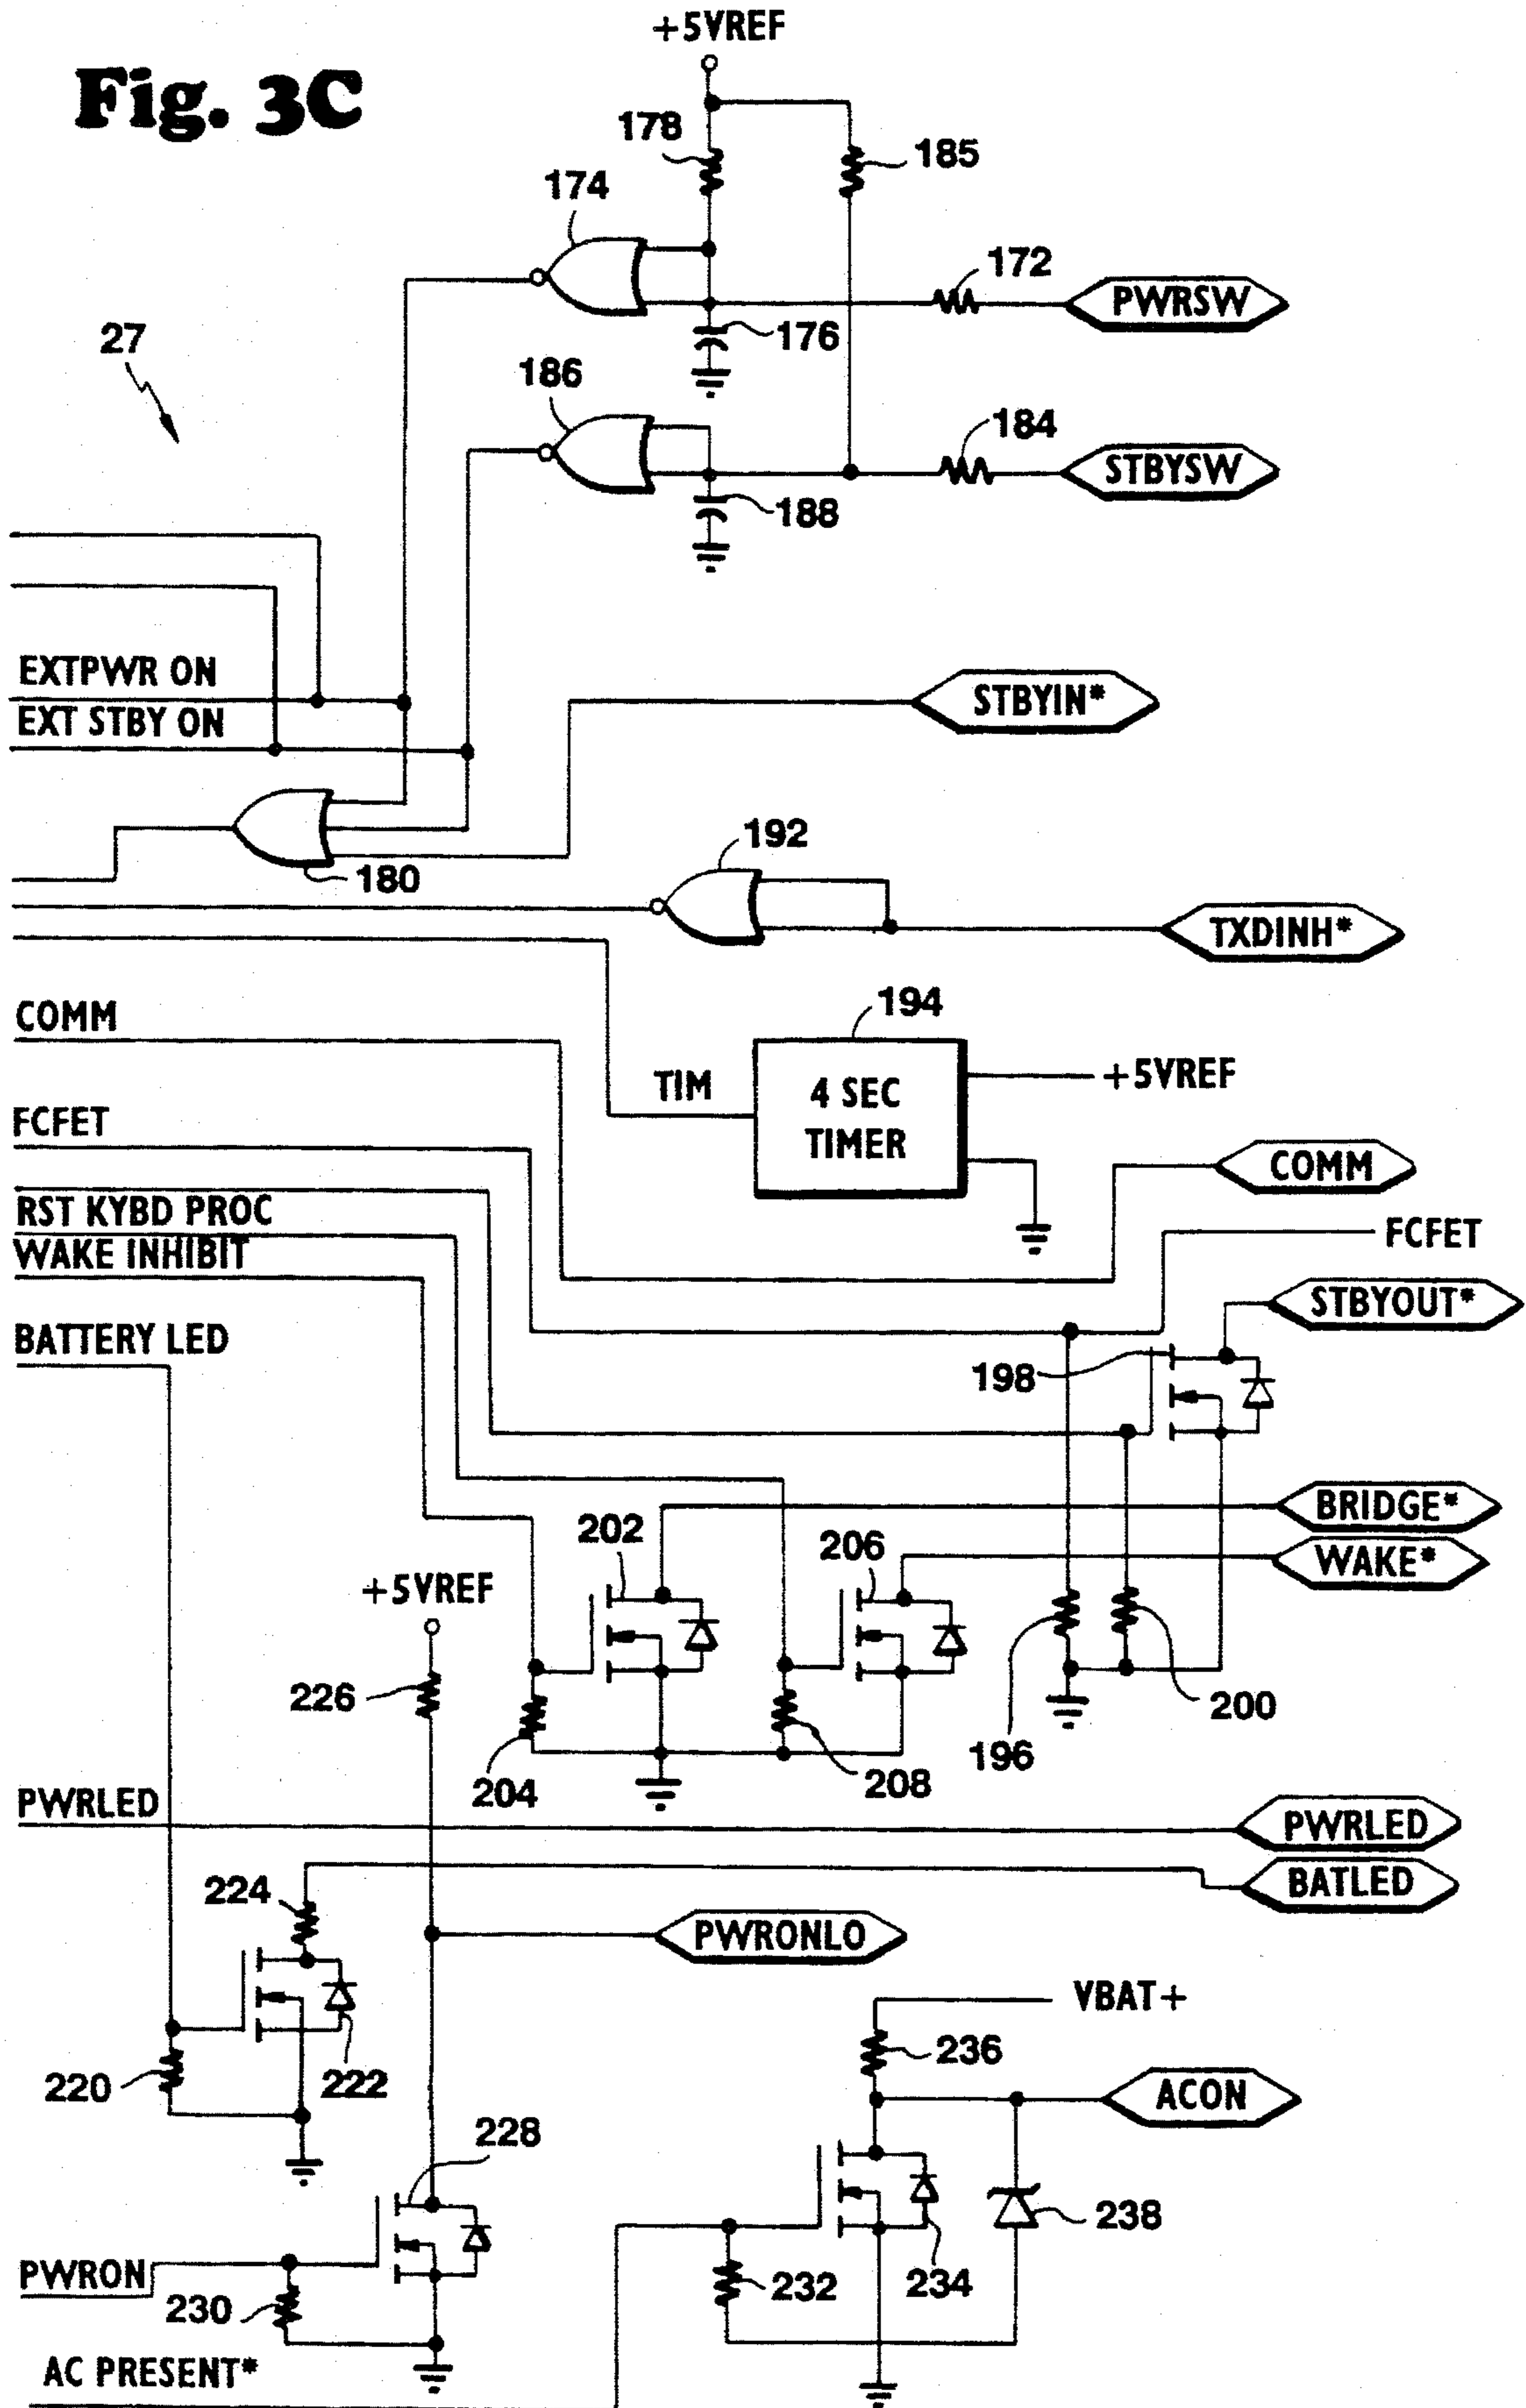 +5VREF
Fig. 3C
178
185
174
172
PWRSW
27
176
186
184
STBYSW
188
EXTPWR ON
STBYIN*
EXT STBY ON
192
180
TXDINH*
194
COMM
TIM
4 SEC
TIMER
+5VREF
FCFET
COMM
RST KYBD PROC
FCFET
WAKE INHIBIT
STBYOUT*
BATTERY LED
198
BRIDGE*
202
206
WAKE*
+5VREF
226
200
196
204
208
PWRLED
PWRLED
BATLED
224
PWRONLO
VBAT+
236
220
222
ACON
228
238
PWRON
232
234
230
AC PRESENT*